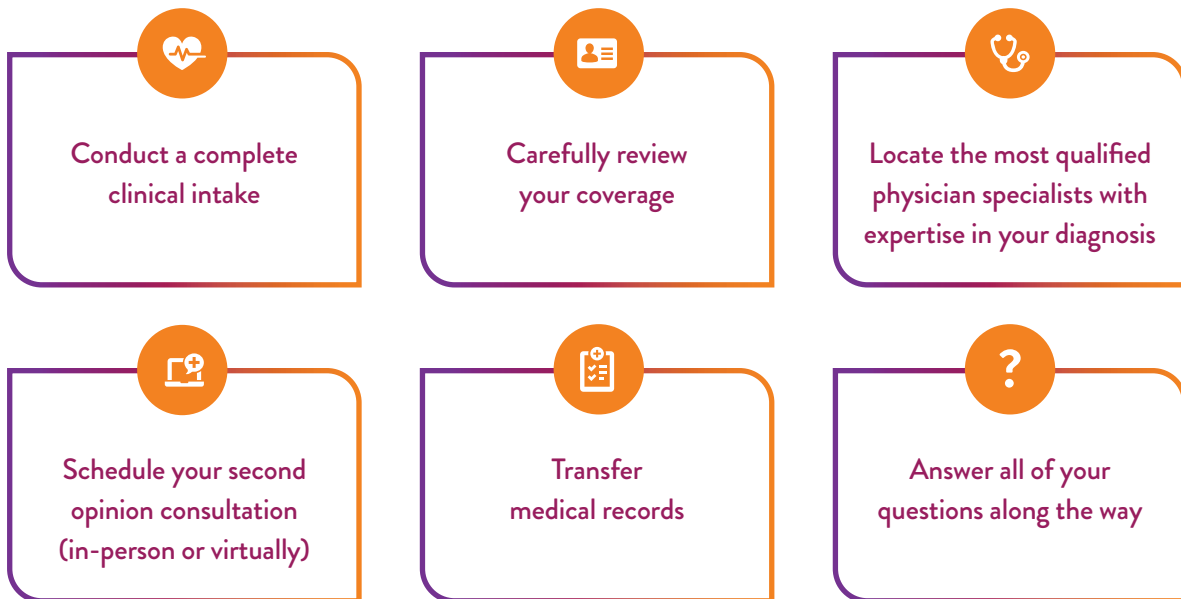 Conduct a complete
clinical intake
Carefully review
your coverage
Locate the most qualified
physician specialists with
expertise in your diagnosis
Schedule your second
opinion consultation
(in-person or virtually)
Transfer
medical records
?
Answer all of your
questions along the way